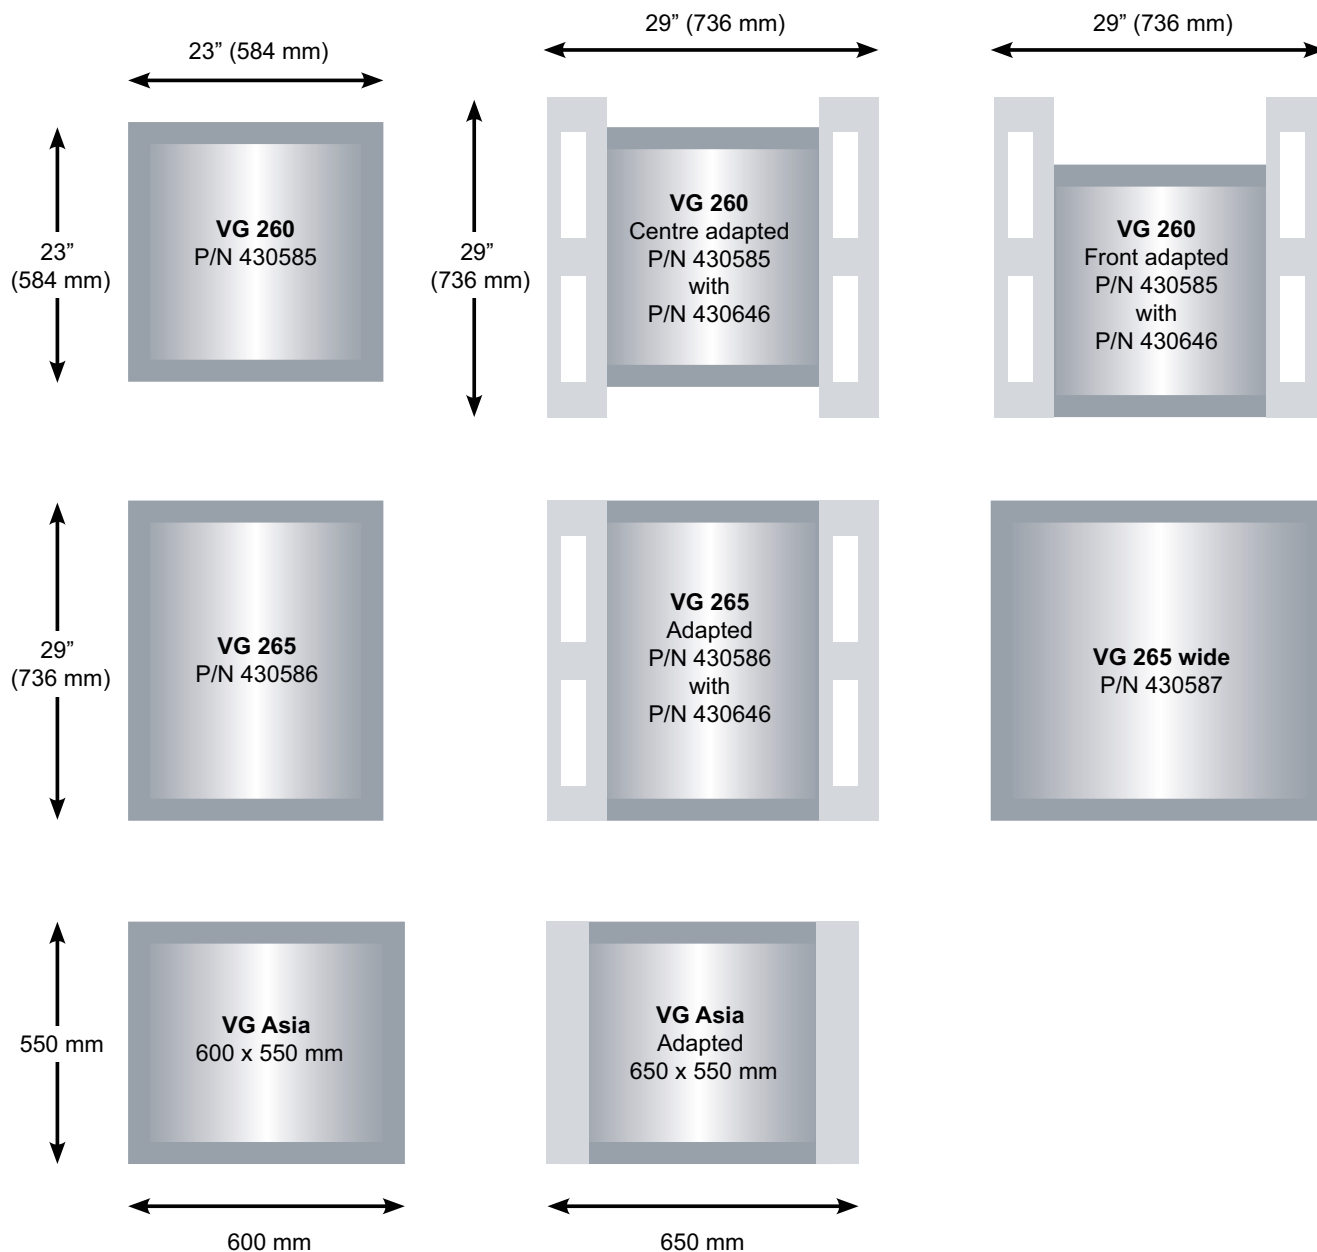 23” (584 mm)
29” (736 mm)
29” (736 mm)
23”
(584 mm)
VG 260
P/N 430585
29”
(736 mm)
VG 260
Centre adapted
P/N 430585
with
P/N 430646
VG 260
Front adapted
P/N 430585
with
P/N 430646
29”
(736 mm)
VG 265
P/N 430586
VG 265
Adapted
P/N 430586
with
P/N 430646
VG 265 wide
P/N 430587
550 mm
VG Asia
600 x 550 mm
VG Asia
Adapted
650 x 550 mm
600 mm
650 mm